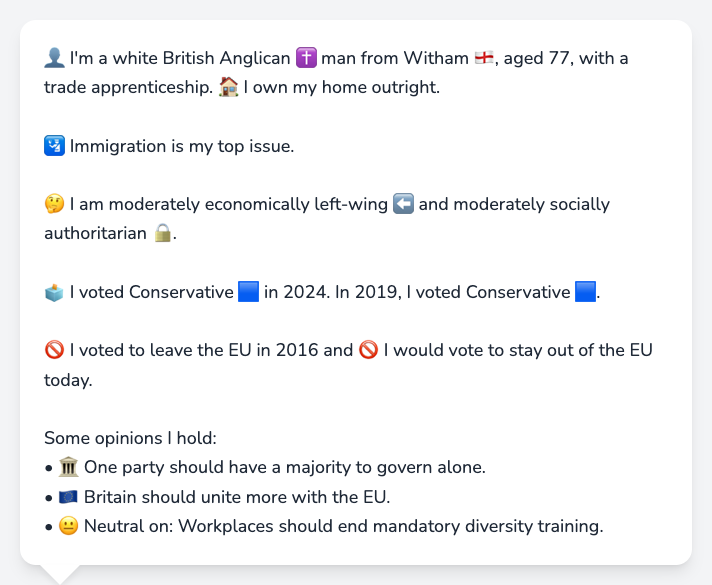 👤 I'm a white British Anglican ✝️ man from Witham 🏴󠁧󠁢󠁥󠁮󠁧󠁿, aged 77, with a
trade apprenticeship. 🏠 I own my home outright.
🛂 Immigration is my top issue.
🤔 I am moderately economically left-wing ⬅️ and moderately socially
authoritarian 🔒.
🗳️ I voted Conservative 🟦 in 2024. In 2019, I voted Conservative 🟦.
🚫 I voted to leave the EU in 2016 and 🚫 I would vote to stay out of the EU
today.
Some opinions I hold:
• 🏛️ One party should have a majority to govern alone.
• 🇪🇺 Britain should unite more with the EU.
• 😐 Neutral on: Workplaces should end mandatory diversity training.